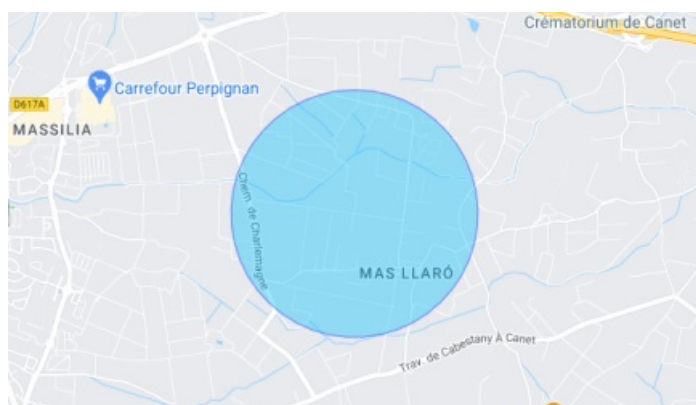 Crématorium de Canet
Carrefour Perpignan
D617A
MASSILIA
Chem. de Charlemagne
MAS LLARÓ
Trav. de Cabestany À Canet